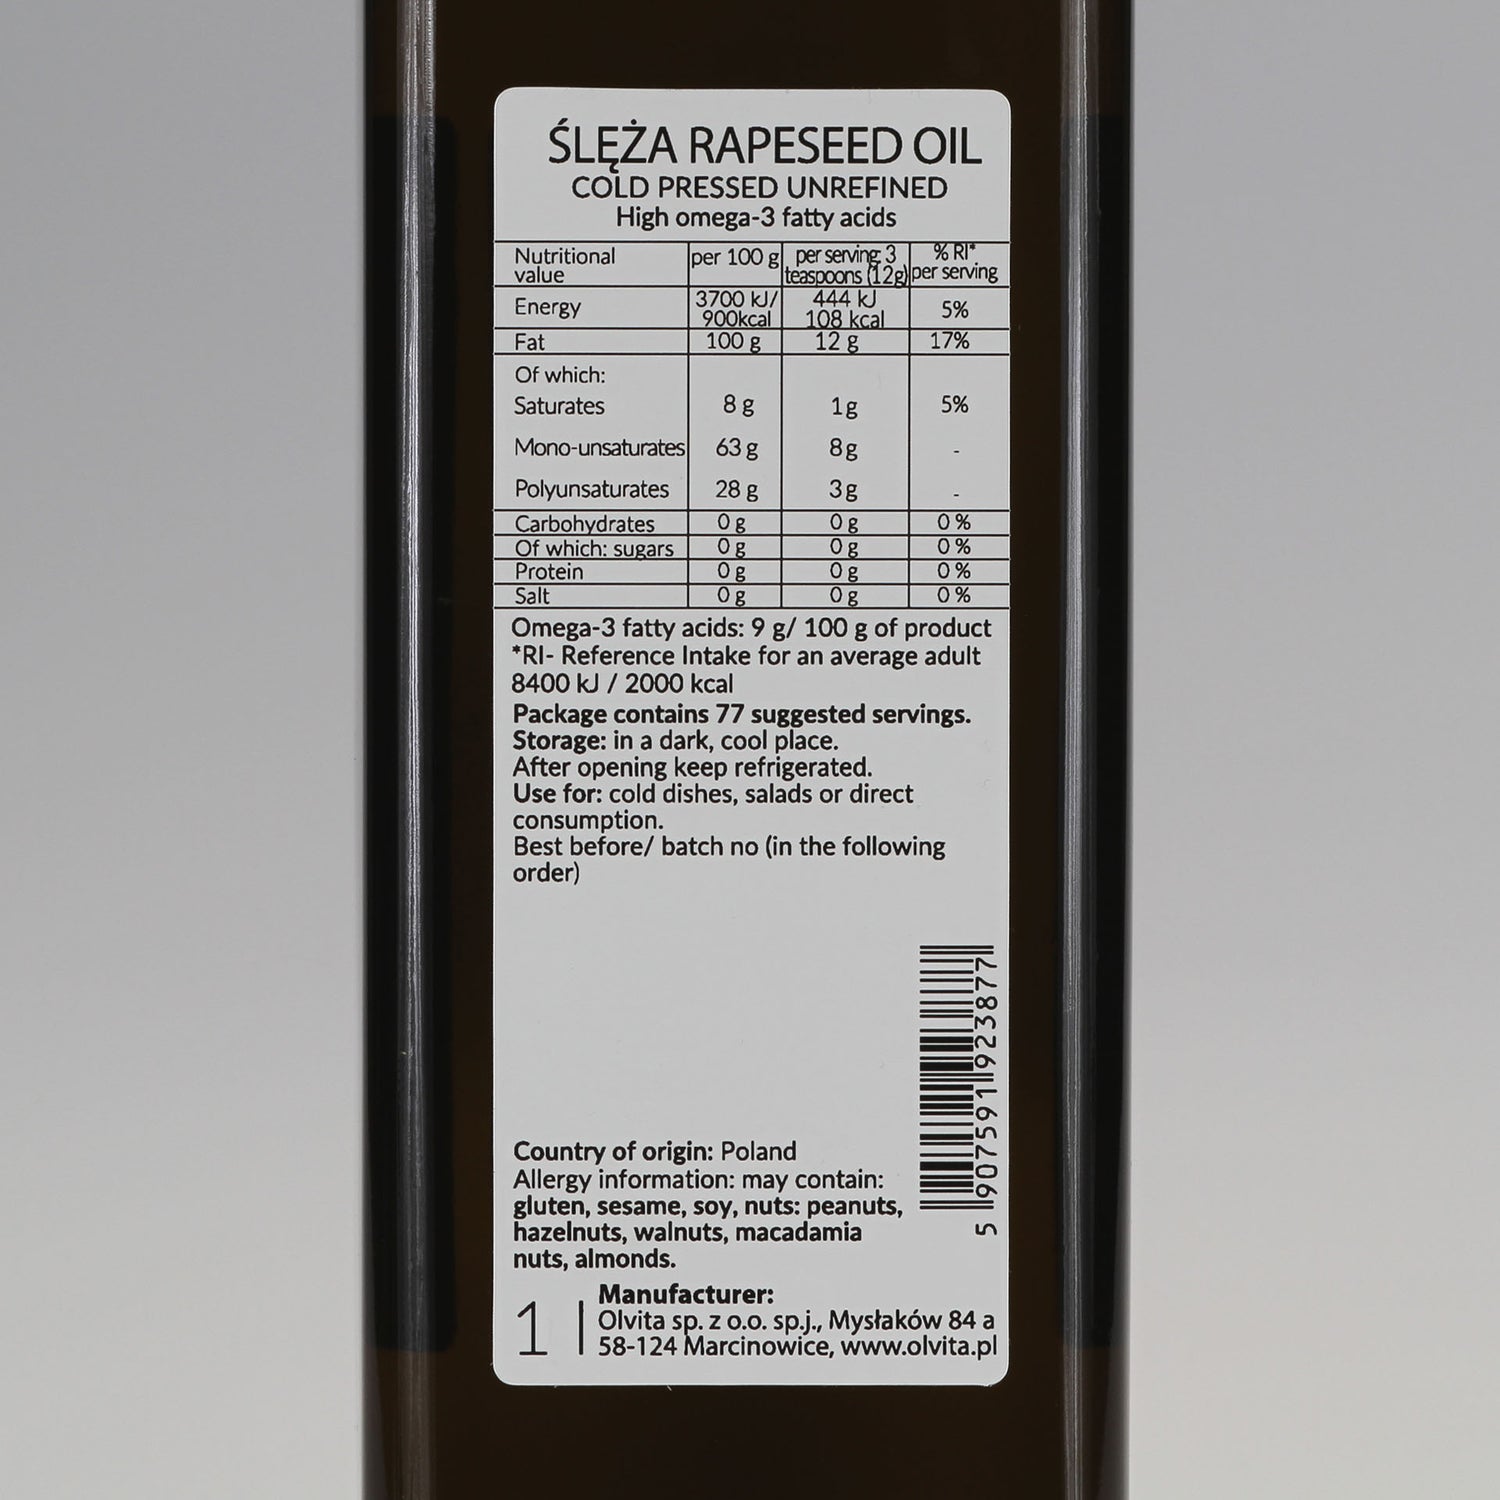 ŚLĘŻA RAPESEED OIL
COLD PRESSED UNREFINED
High omega-3 fatty acids
Nutritional value per 100 g per serving 3 teaspoons (12g) % RI* per serving
Energy 3700 kJ/ 900kcal 444 kJ 108 kcal 5%
Fat 100 g 12 g 17%
Of which:
Saturates 8 g 1g 5%
Mono-unsaturates 63 g 8g -
Polyunsaturates 28 g 3g -
Carbohydrates 0 g 0 g 0 %
Of which: sugars 0 g 0 g 0 %
Protein 0 g 0 g 0 %
Salt 0 g 0 g 0 %
Omega-3 fatty acids: 9 g/ 100 g of product
*RI- Reference Intake for an average adult
8400 kJ / 2000 kcal
Package contains 77 suggested servings.
Storage: in a dark, cool place.
After opening keep refrigerated.
Use for: cold dishes, salads or direct
consumption.
Best before/ batch no (in the following
order)
5 907591 923877
Country of origin: Poland
Allergy information: may contain:
gluten, sesame, soy, nuts: peanuts,
hazelnuts, walnuts, macadamia
nuts, almonds.
1 l
Manufacturer:
Olvita sp. z o.o. sp.j., Mysłaków 84 a
58-124 Marcinowice, www.olvita.pl